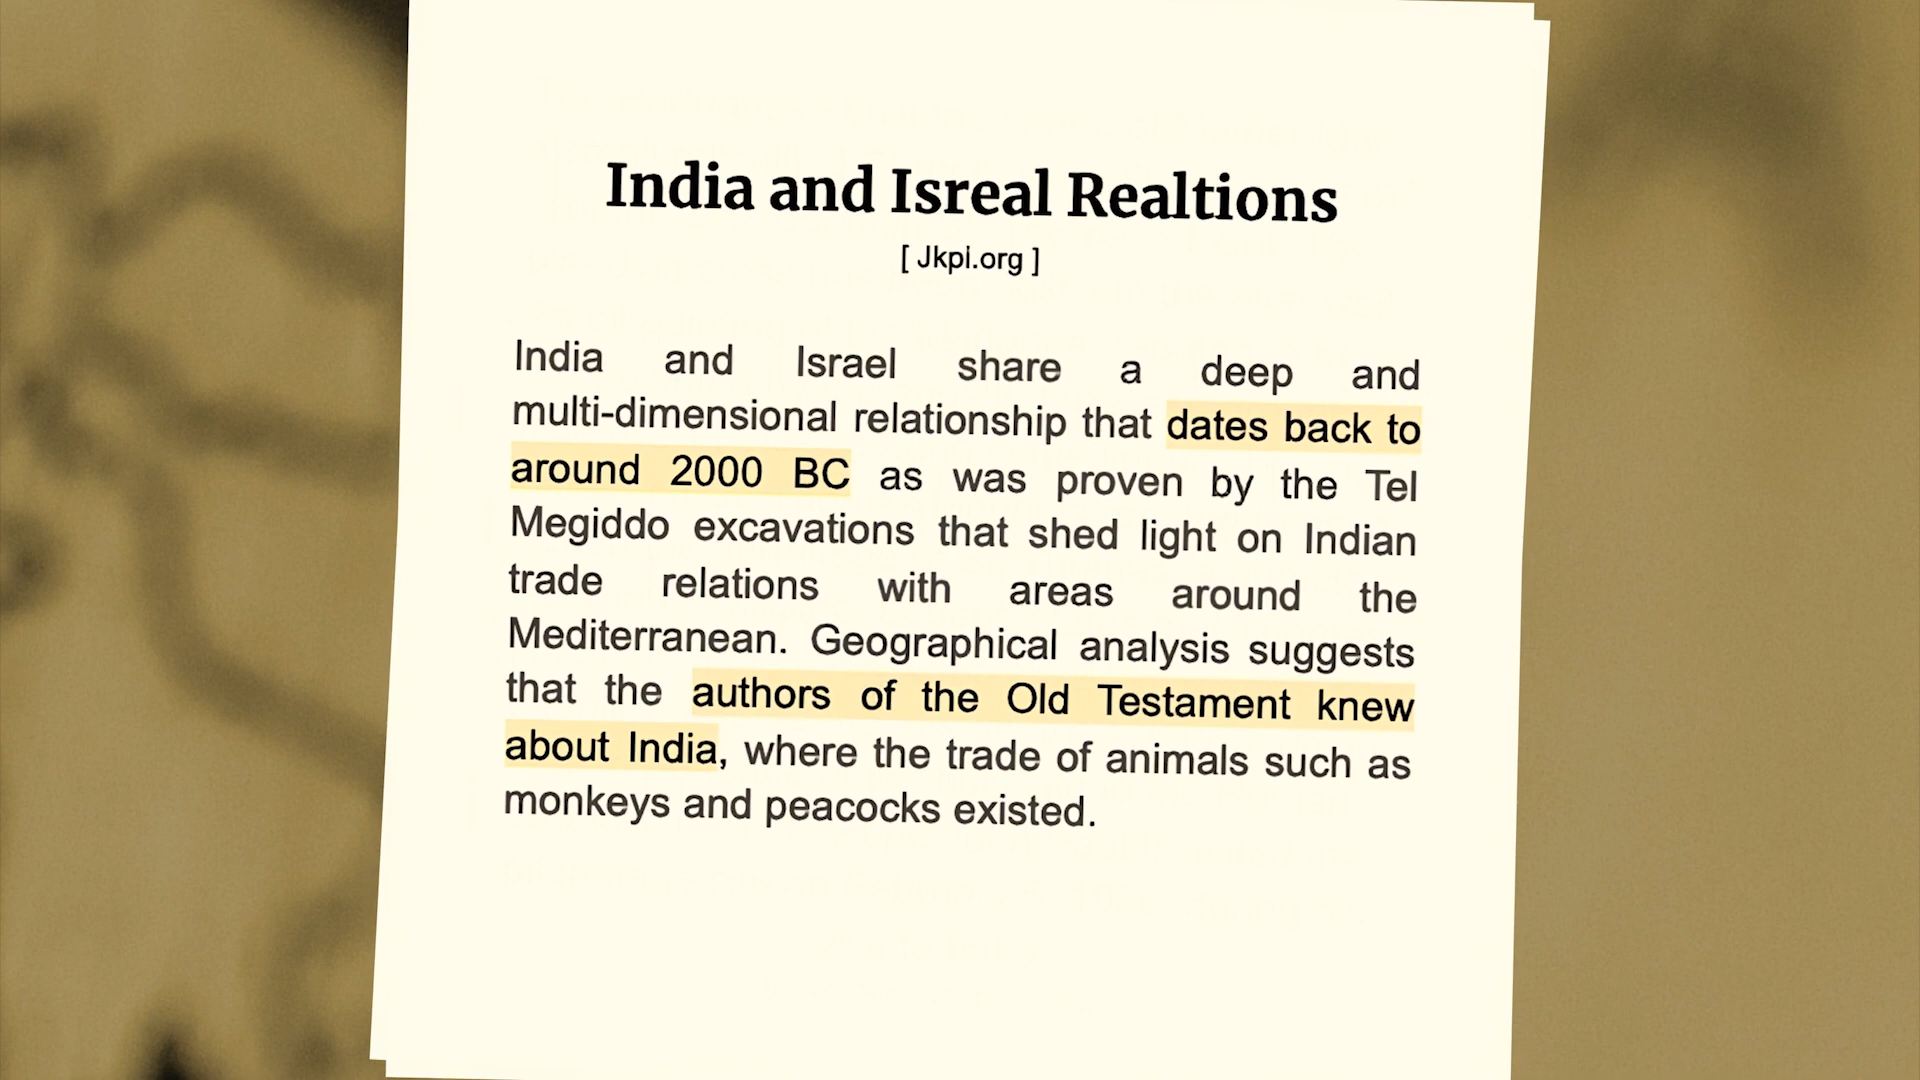 India and Isreal Realtions
[ Jkpi.org ]
India and Israel share a deep and
multi-dimensional relationship that dates back to
around 2000 BC as was proven by the Tel
Megiddo excavations that shed light on Indian
trade relations with areas around the
Mediterranean. Geographical analysis suggests
that the authors of the Old Testament knew
about India, where the trade of animals such as
monkeys and peacocks existed.